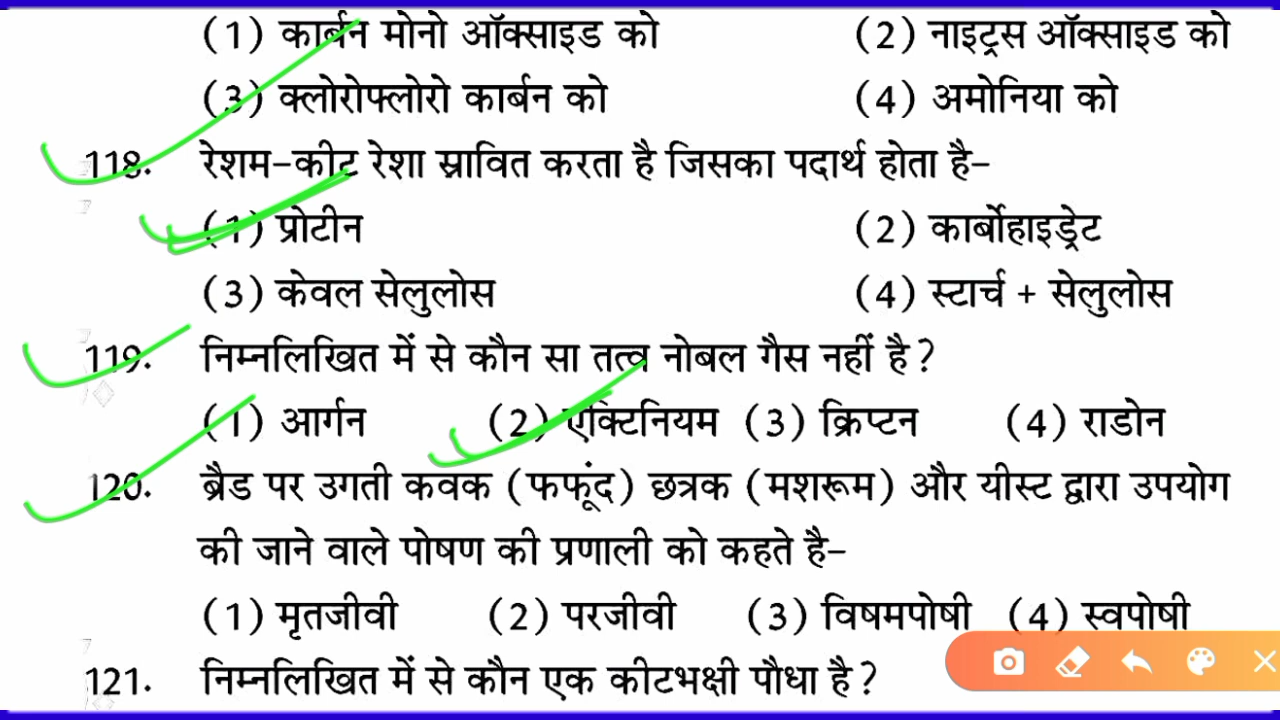 (1) कार्बन मोनो ऑक्साइड को (2) नाइट्रस ऑक्साइड को
(3) क्लोरोफ्लोरो कार्बन को (4) अमोनिया को
118. रेशम-कीट रेशा स्रावित करता है जिसका पदार्थ होता है-
(1) प्रोटीन (2) कार्बोहाइड्रेट
(3) केवल सेलुलोस (4) स्टार्च + सेलुलोस
119. निम्नलिखित में से कौन सा तत्व नोबल गैस नहीं है?
(1) आर्गन (2) एक्टिनियम (3) क्रिप्टन (4) राडोन
120. ब्रैड पर उगती कवक (फफूंद) छत्रक (मशरूम) और यीस्ट द्वारा उपयोग
की जाने वाले पोषण की प्रणाली को कहते है-
(1) मृतजीवी (2) परजीवी (3) विषमपोषी (4) स्वपोषी
121. निम्नलिखित में से कौन एक कीटभक्षी पौधा है?